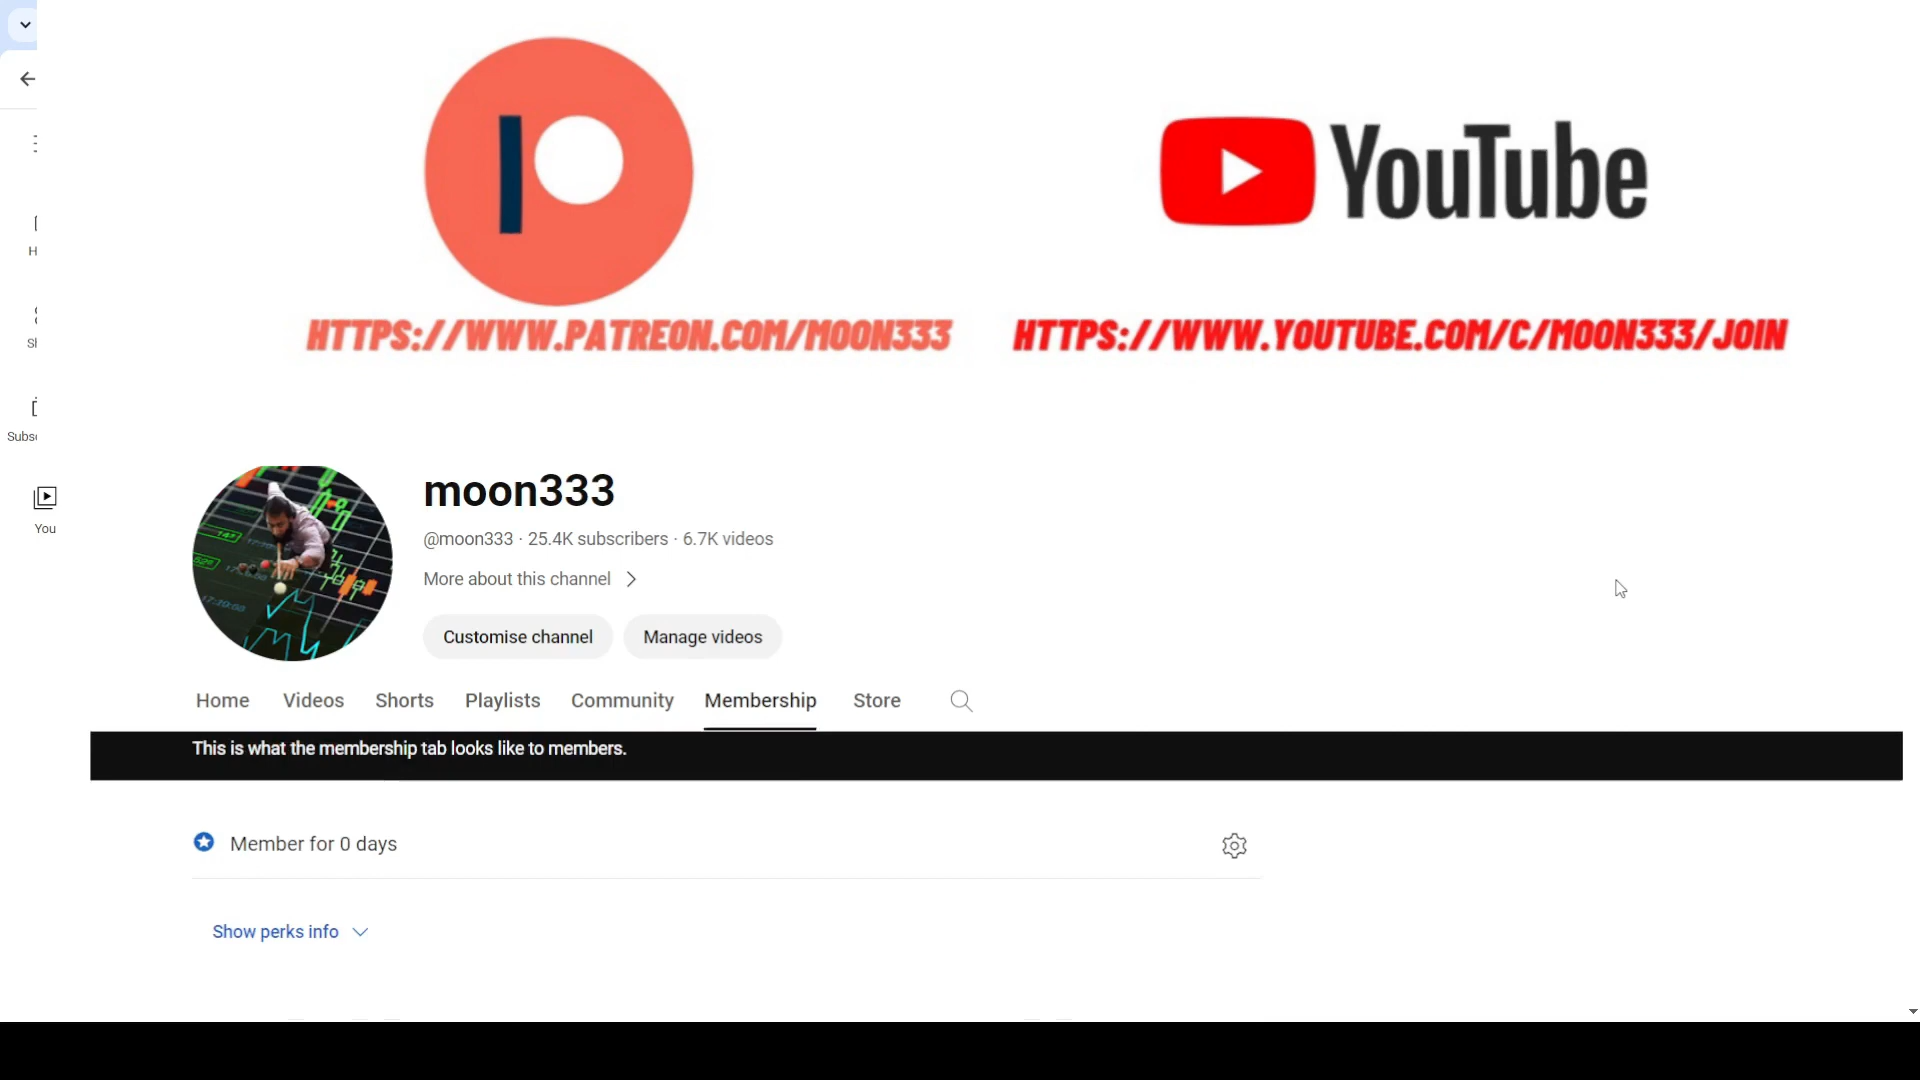 YouTube
HTTPS://WWW.PATREON.COM/MOON333
HTTPS://WWW.YOUTUBE.COM/C/MOON333/JOIN
moon333
@moon333 · 25.4K subscribers · 6.7K videos
More about this channel
Customise channel
Manage videos
You
Home
Videos
Shorts
Playlists
Community
Membership
Store
This is what the membership tab looks like to members.
Member for 0 days
Show perks info